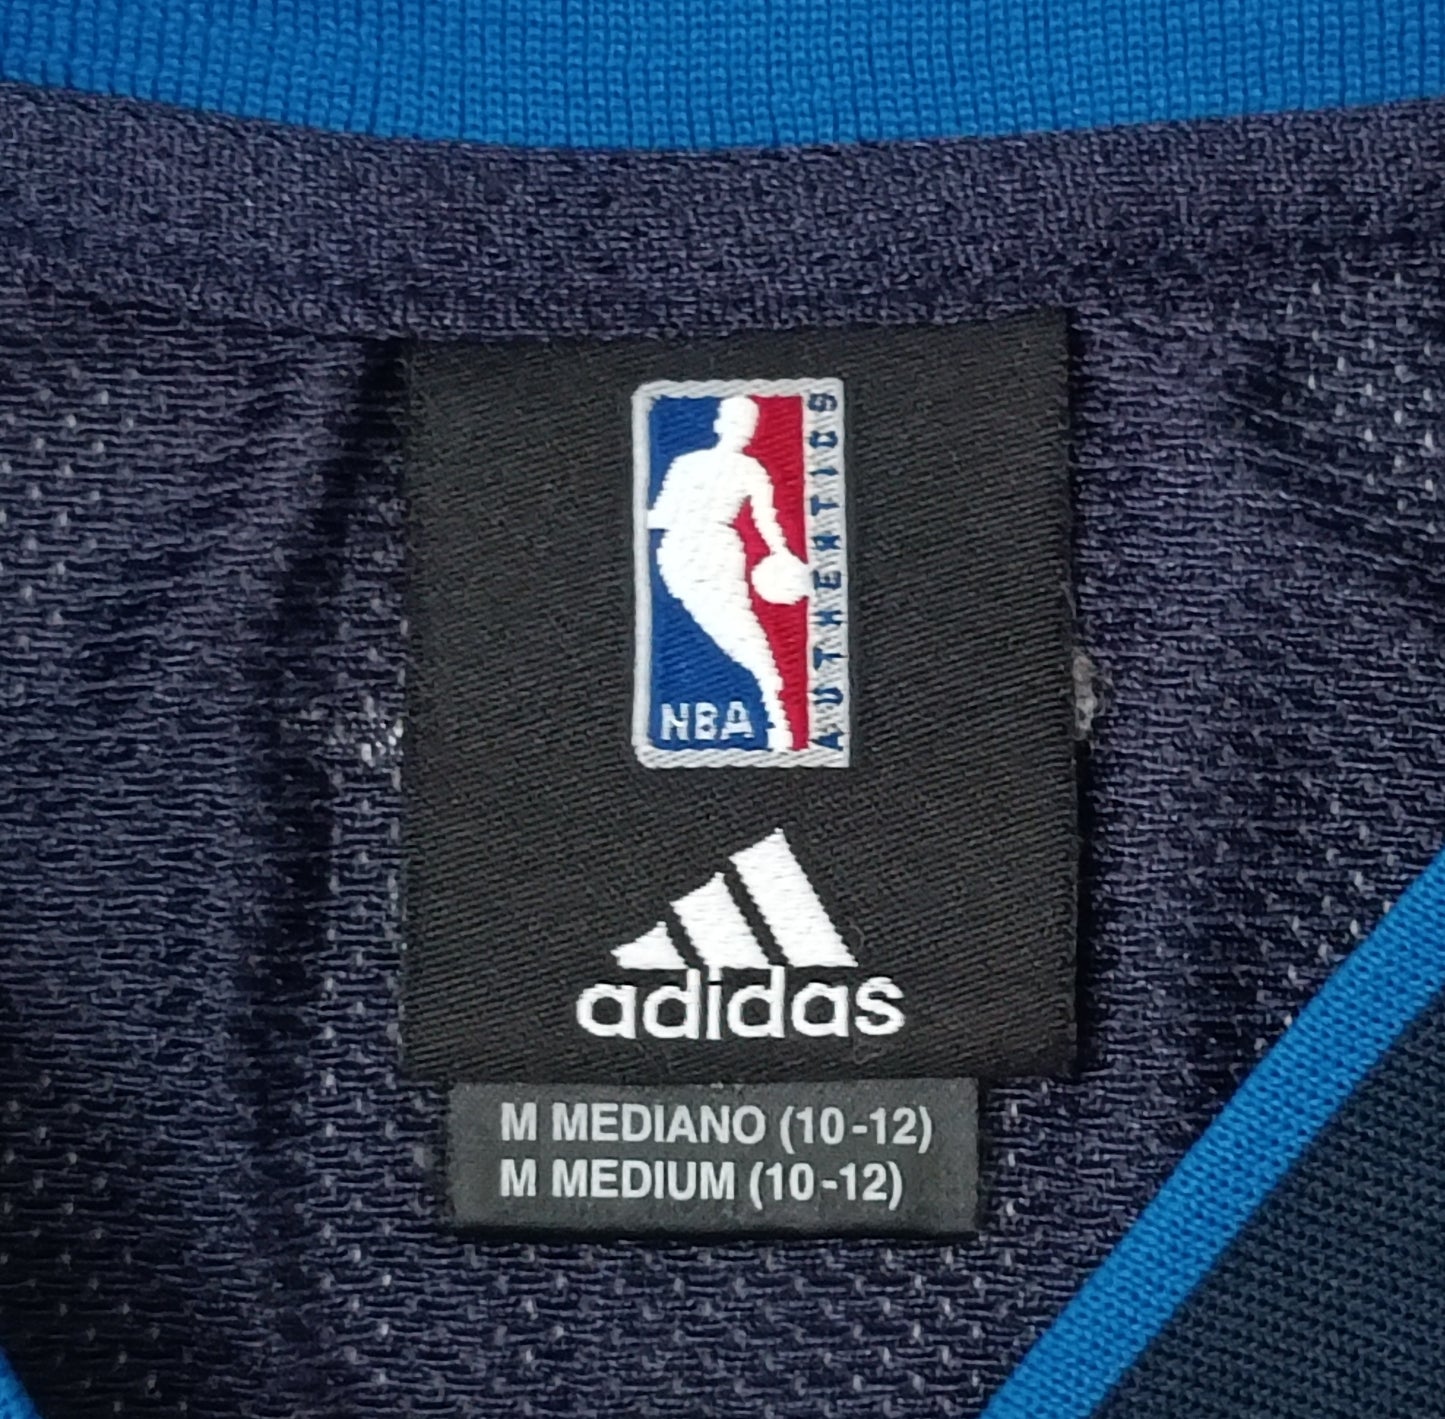 NBA
AUTHENTICS
adidas
M MEDIANO (10-12)
M MEDIUM (10-12)